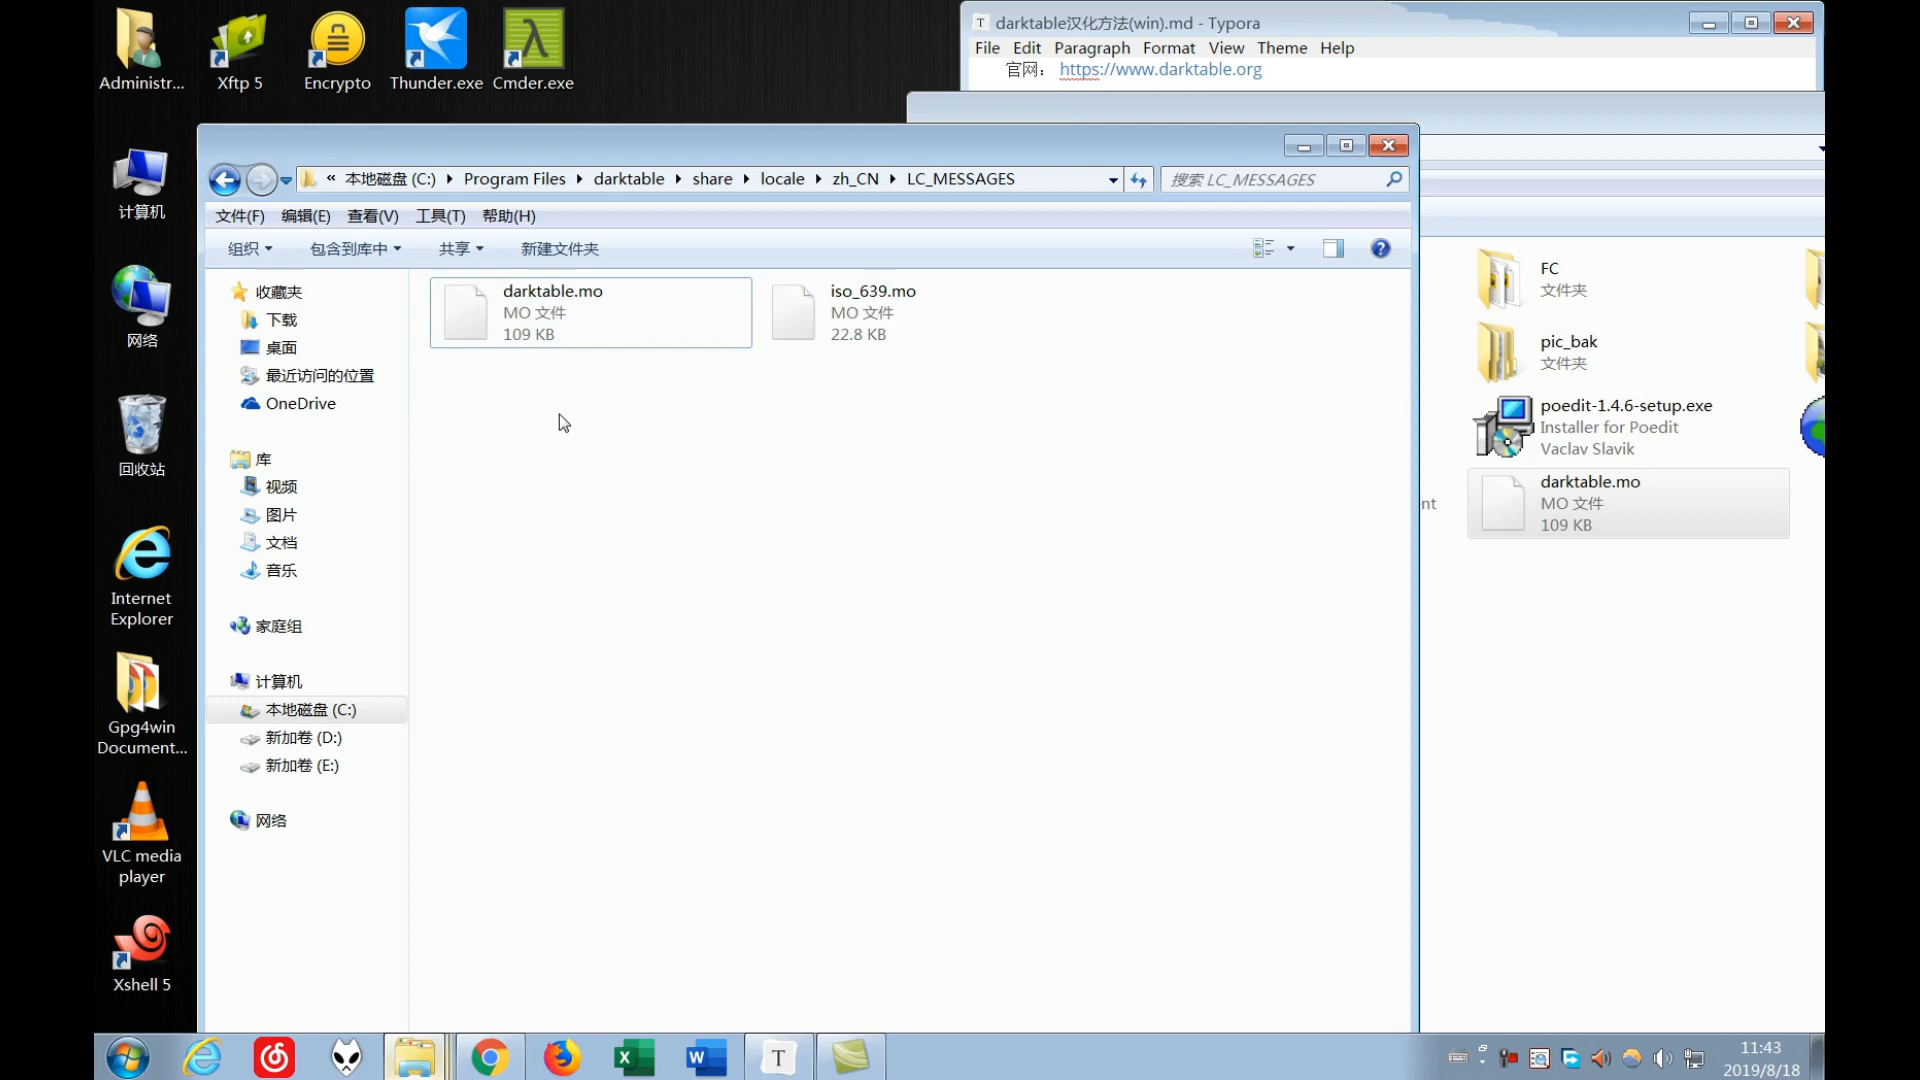 Administr...
Xftp 5
Encrypto
Thunder.exe
Cmder.exe
计算机
网络
回收站
Internet
Explorer
Gpg4win
Document...
VLC media
player
Xshell 5
T darktable汉化方法(win).md - Typora
File Edit Paragraph Format View Theme Help
官网： https://www.darktable.org
« 本地磁盘 (C:) Program Files darktable share locale zh_CN LC_MESSAGES
搜索 LC_MESSAGES
文件(F) 编辑(E) 查看(V) 工具(T) 帮助(H)
组织 包含到库中 共享 新建文件夹
收藏夹
下载
桌面
最近访问的位置
OneDrive
库
视频
图片
文档
音乐
家庭组
计算机
本地磁盘 (C:)
新加卷 (D:)
新加卷 (E:)
网络
darktable.mo
MO 文件
109 KB
iso_639.mo
MO 文件
22.8 KB
FC
文件夹
pic_bak
文件夹
poedit-1.4.6-setup.exe
Installer for Poedit
Vaclav Slavik
nt
darktable.mo
MO 文件
109 KB
T
11:43
2019/8/18